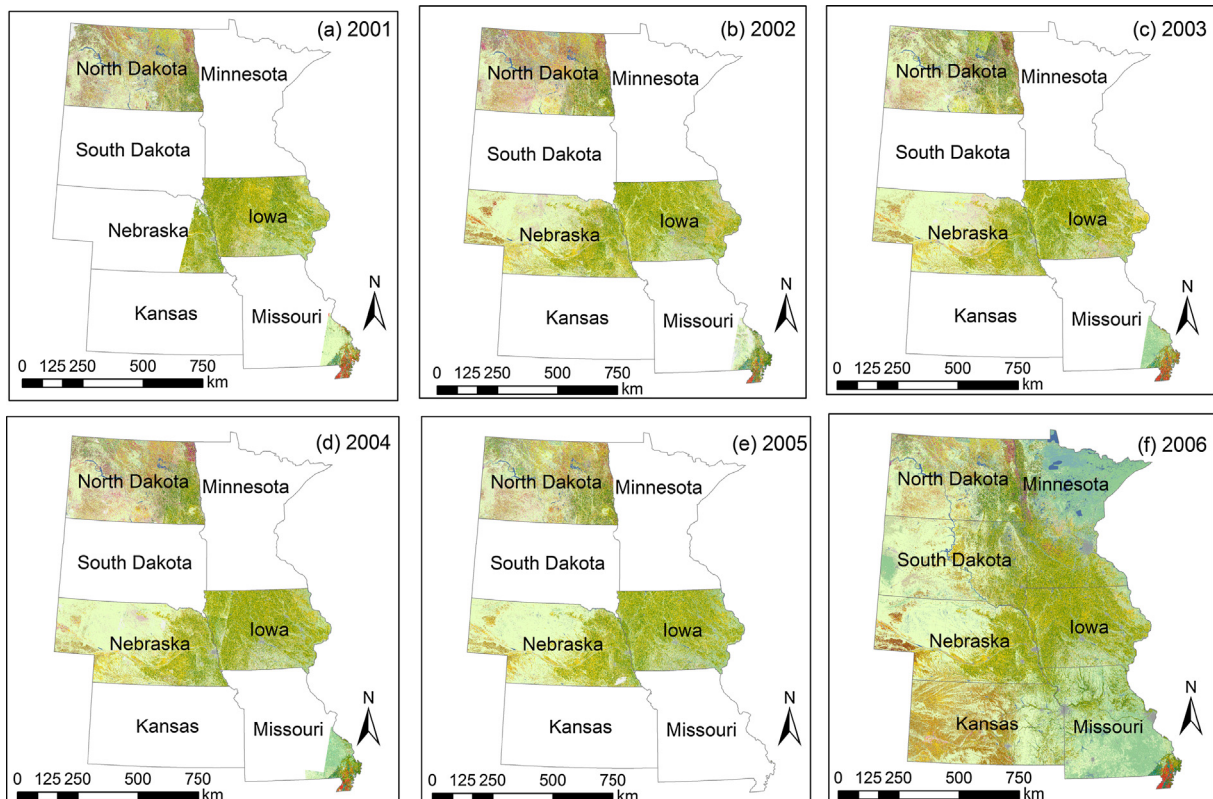 (a) 2001
North Dakota
Minnesota
South Dakota
Nebraska
Iowa
Kansas
Missouri
N
0 125 250 500 750
km
(b) 2002
North Dakota
Minnesota
South Dakota
Nebraska
Iowa
Kansas
Missouri
N
0 125 250 500 750
km
(c) 2003
North Dakota
Minnesota
South Dakota
Nebraska
Iowa
Kansas
Missouri
N
0 125 250 500 750
km
(d) 2004
North Dakota
Minnesota
South Dakota
Nebraska
Iowa
Kansas
Missouri
N
0 125 250 500 750
km
(e) 2005
North Dakota
Minnesota
South Dakota
Nebraska
Iowa
Kansas
Missouri
N
0 125 250 500 750
km
(f) 2006
North Dakota
Minnesota
South Dakota
Nebraska
Iowa
Kansas
Missouri
N
0 125 250 500 750
km